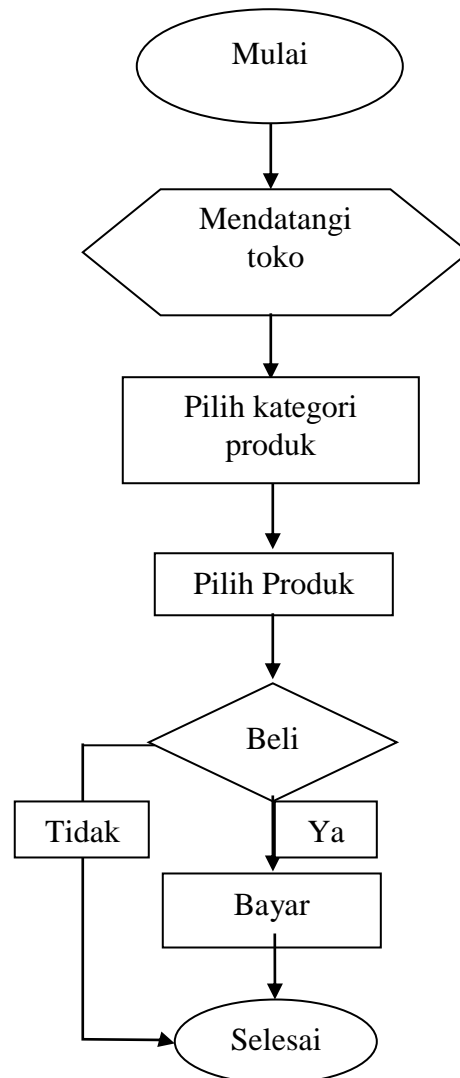 Mulai
Mendatangi
toko
Pilih kategori
produk
Pilih Produk
Beli
Tidak
Ya
Bayar
Selesai